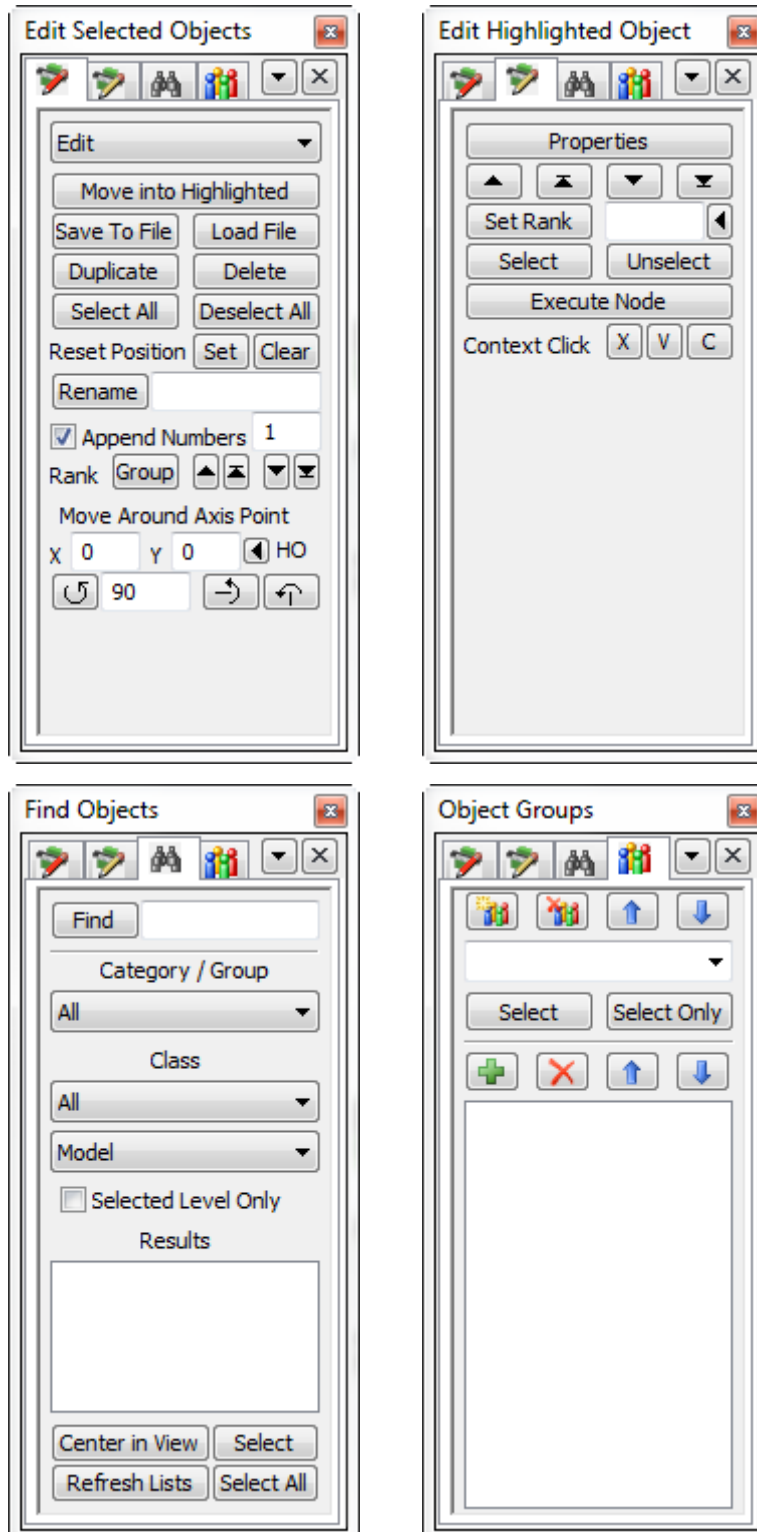 Edit Selected Objects
Edit
Move into Highlighted
Save To File Load File
Duplicate Delete
Select All Deselect All
Reset Position Set Clear
Rename
Append Numbers 1
Rank Group
Move Around Axis Point
X 0 Y 0 HO
90
Edit Highlighted Object
Properties
Set Rank
Select Unselect
Execute Node
Context Click X V C
Find Objects
Find
Category / Group
All
Class
All
Model
Selected Level Only
Results
Center in View Select
Refresh Lists Select All
Object Groups
Select Select Only